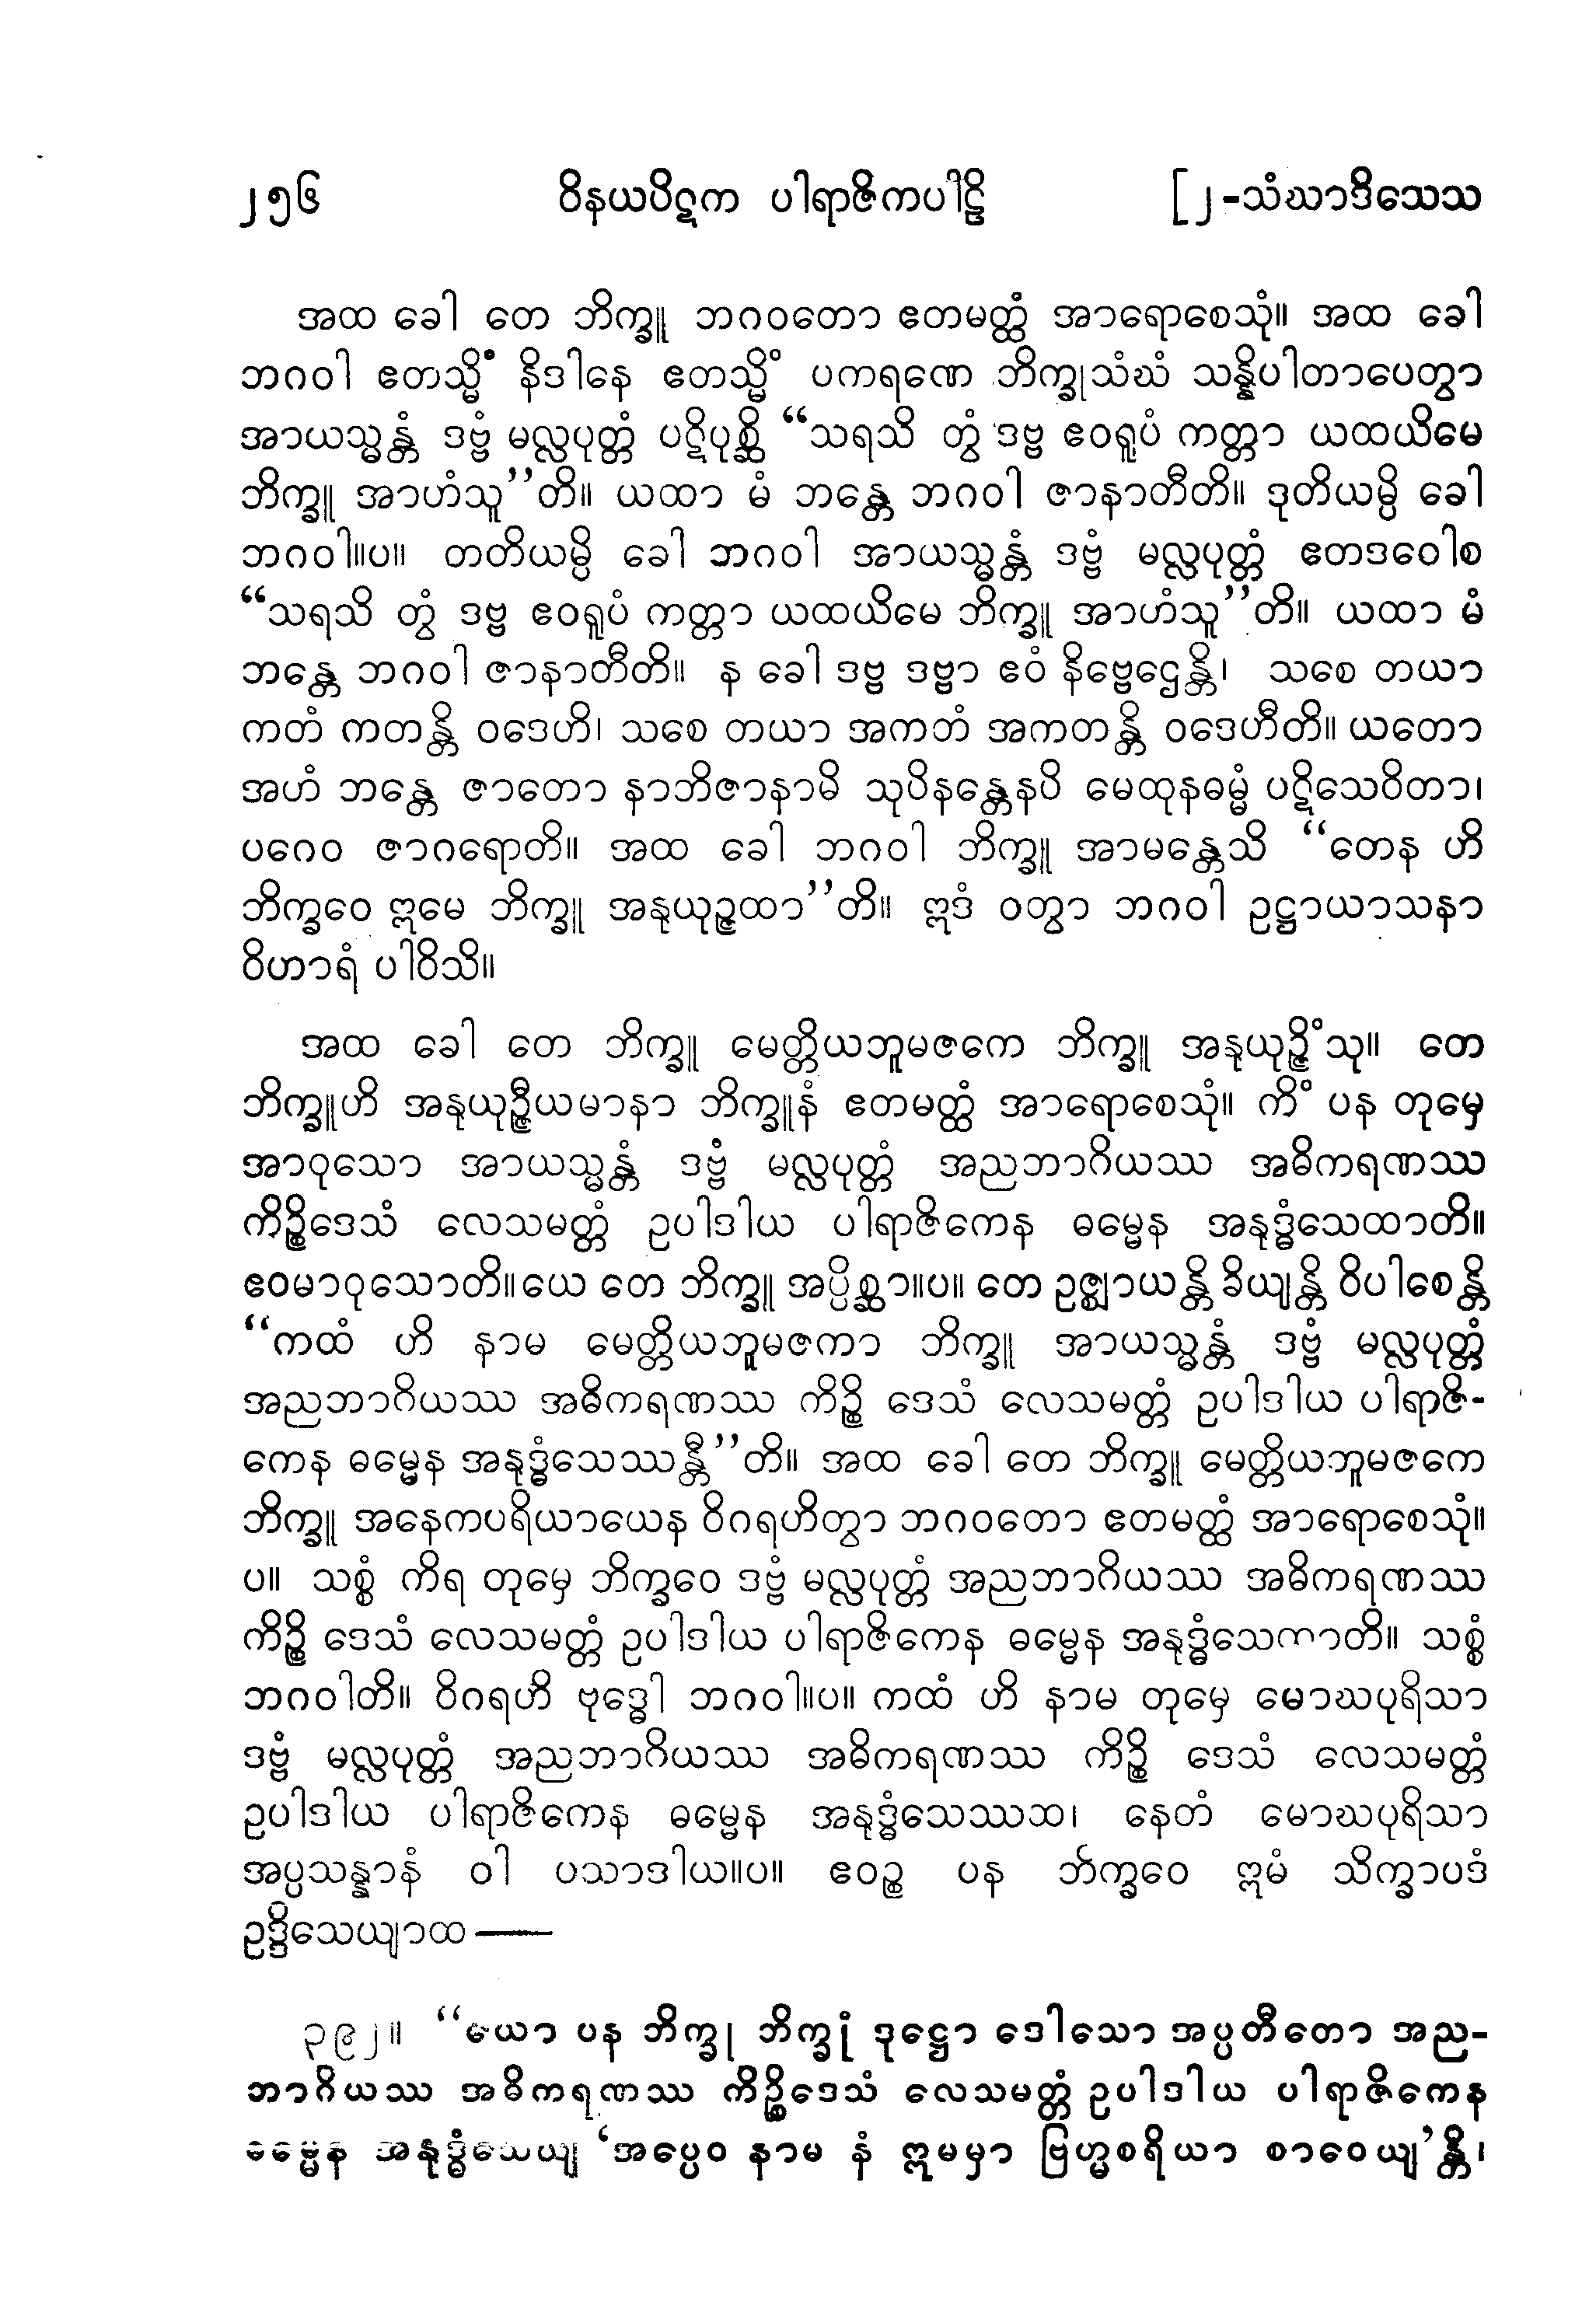 ၂၅၆ ဝိနယပိဋက ပါရာဇိကပါဠိ [၂-သံဃာဒိသေသ
အထ ခေါ တေ ဘိက္ခူ ဘဂဝတော ဧတမတ္ထံ အာရောစေသုံ။ အထ ခေါ
ဘဂဝါ ဧတသ္မိံ နိဒါနေ ဧတသ္မိံ ပကရဏေ ဘိက္ခုသံဃံ သန္နိပါတာပေတွာ
အာယသ္မန္တံ ဒဗ္ဗံ မလ္လပုတ္တံ ပဋိပုစ္ဆိ “သရသိ တွံ ဒဗ္ဗ ဧဝရူပံ ကတ္တာ ယထယိမေ
ဘိက္ခူ အာဟံသူ”တိ။ ယထာ မံ ဘန္တေ ဘဂဝါ ဇာနာတီတိ။ ဒုတိယမ္ပိ ခေါ
ဘဂဝါ။ပ။ တတိယမ္ပိ ခေါ ဘဂဝါ အာယသ္မန္တံ ဒဗ္ဗံ မလ္လပုတ္တံ ဧတဒဝေါစ
“သရသိ တွံ ဒဗ္ဗ ဧဝရူပံ ကတ္တာ ယထယိမေ ဘိက္ခူ အာဟံသူ”တိ။ ယထာ မံ
ဘန္တေ ဘဂဝါ ဇာနာတီတိ။ န ခေါ ဒဗ္ဗ ဒဗ္ဗာ ဧဝံ နိဗ္ဗေဌေန္တိ၊ သစေ တယာ
ကတံ ကတန္တိ ဝဒေဟိ၊ သစေ တယာ အကတံ အကတန္တိ ဝဒေဟီတိ။ ယတော
အဟံ ဘန္တေ ဇာတော နာဘိဇာနာမိ သုပိနန္တေနပိ မေထုနဓမ္မံ ပဋိသေဝိတာ၊
ပဂေဝ ဇာဂရောတိ။ အထ ခေါ ဘဂဝါ ဘိက္ခူ အာမန္တေသိ “တေန ဟိ
ဘိက္ခဝေ ဣမေ ဘိက္ခူ အနုယုဉ္ဇထာ”တိ။ ဣဒံ ဝတွာ ဘဂဝါ ဥဋ္ဌာယာသနာ
ဝိဟာရံ ပါဝိသိ။
အထ ခေါ တေ ဘိက္ခူ မေတ္တိယဘူမဇကေ ဘိက္ခူ အနုယုဉ္ဇိံသု။ တေ
ဘိက္ခူဟိ အနုယုဉ္ဇီယမာနာ ဘိက္ခူနံ ဧတမတ္ထံ အာရောစေသုံ။ ကိံ ပန တုမှေ
အာဝုသော အာယသ္မန္တံ ဒဗ္ဗံ မလ္လပုတ္တံ အညဘာဂိယဿ အဓိကရဏဿ
ကိဉ္စိဒေသံ လေသမတ္တံ ဥပါဒါယ ပါရာဇိကေန ဓမ္မေန အနုဒ္ဓံသေထာတိ။
ဧဝမာဝုသောတိ။ယေ တေ ဘိက္ခူ အပ္ပိစ္ဆာ။ပ။ တေ ဥဇ္ဈာယန္တိ ခိယျန္တိ ဝိပါစေန္တိ
“ကထံ ဟိ နာမ မေတ္တိယဘူမဇကာ ဘိက္ခူ အာယသ္မန္တံ ဒဗ္ဗံ မလ္လပုတ္တံ
အညဘာဂိယဿ အဓိကရဏဿ ကိဉ္စိ ဒေသံ လေသမတ္တံ ဥပါဒါယ ပါရာဇိ-
ကေန ဓမ္မေန အနုဒ္ဓံသေဿန္တီ”တိ။ အထ ခေါ တေ ဘိက္ခူ မေတ္တိယဘူမဇကေ
ဘိက္ခူ အနေကပရိယာယေန ဝိဂရဟိတွာ ဘဂဝတော ဧတမတ္ထံ အာရောစေသုံ။
ပ။ သစ္စံ ကိရ တုမှေ ဘိက္ခဝေ ဒဗ္ဗံ မလ္လပုတ္တံ အညဘာဂိယဿ အဓိကရဏဿ
ကိဉ္စိ ဒေသံ လေသမတ္တံ ဥပါဒါယ ပါရာဇိကေန ဓမ္မေန အနုဒ္ဓံသေထာတိ။ သစ္စံ
ဘဂဝါတိ။ ဝိဂရဟိ ဗုဒ္ဓေါ ဘဂဝါ။ပ။ ကထံ ဟိ နာမ တုမှေ မောဃပုရိသာ
ဒဗ္ဗံ မလ္လပုတ္တံ အညဘာဂိယဿ အဓိကရဏဿ ကိဉ္စိ ဒေသံ လေသမတ္တံ
ဥပါဒါယ ပါရာဇိကေန ဓမ္မေန အနုဒ္ဓံသေဿထ၊ နေတံ မောဃပုရိသာ
အပ္ပသန္နာနံ ဝါ ပသာဒါယ။ပ။ ဧဝဉ္စ ပန ဘိက္ခဝေ ဣမံ သိက္ခာပဒံ
ဥဒ္ဒိသေယျာထ —
၃၉၂။ “ယော ပန ဘိက္ခု ဘိက္ခုံ ဒုဋ္ဌော ဒေါသော အပ္ပတီတော အည-
ဘာဂိယဿ အဓိကရဏဿ ကိဉ္စိဒေသံ လေသမတ္တံ ဥပါဒါယ ပါရာဇိကေန
ဓမ္မေန အနုဒ္ဓံသေယျ ‘အပ္ပေဝ နာမ နံ ဣမမှာ ဗြဟ္မစရိယာ စာဝေယျ’န္တိ၊